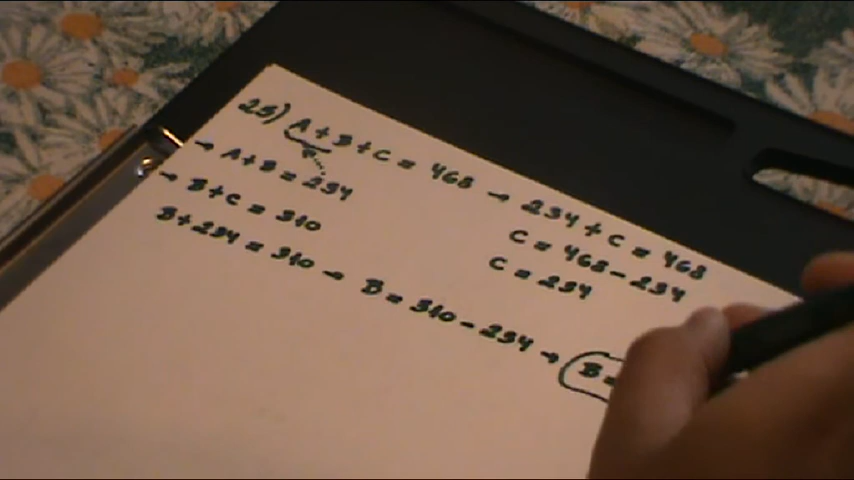 25) A+B+C = 468 → 234 + C = 468
→ A+B = 234
C = 468 - 234
→ B+C = 310
C = 234
B+234 = 310 → B = 310 - 234 → B =